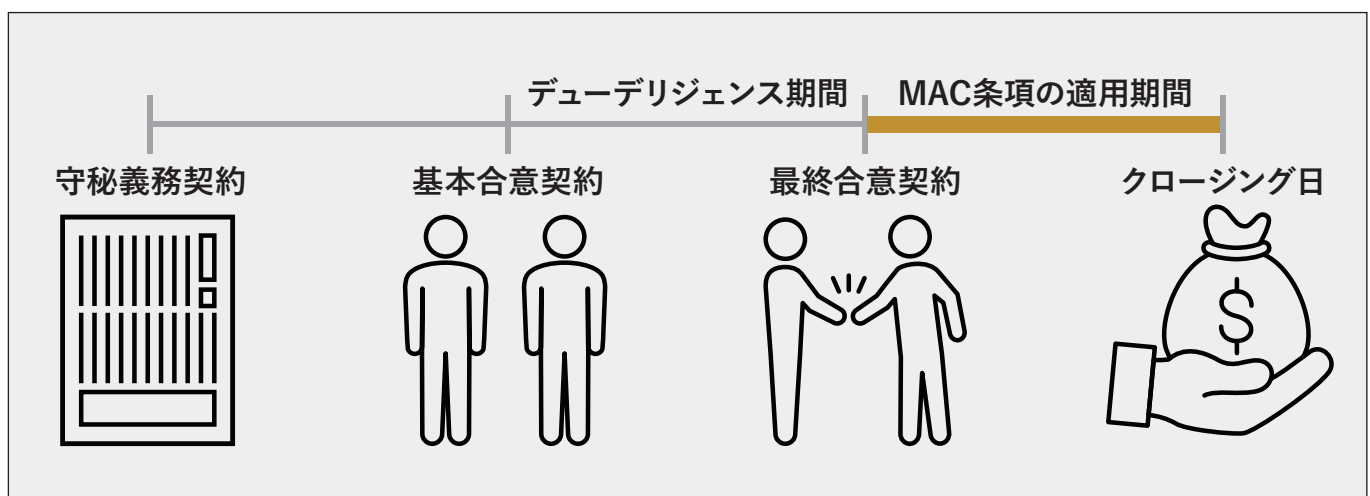 デューデリジェンス期間
MAC条項の適用期間
守秘義務契約
基本合意契約
最終合意契約
クロージング日
$